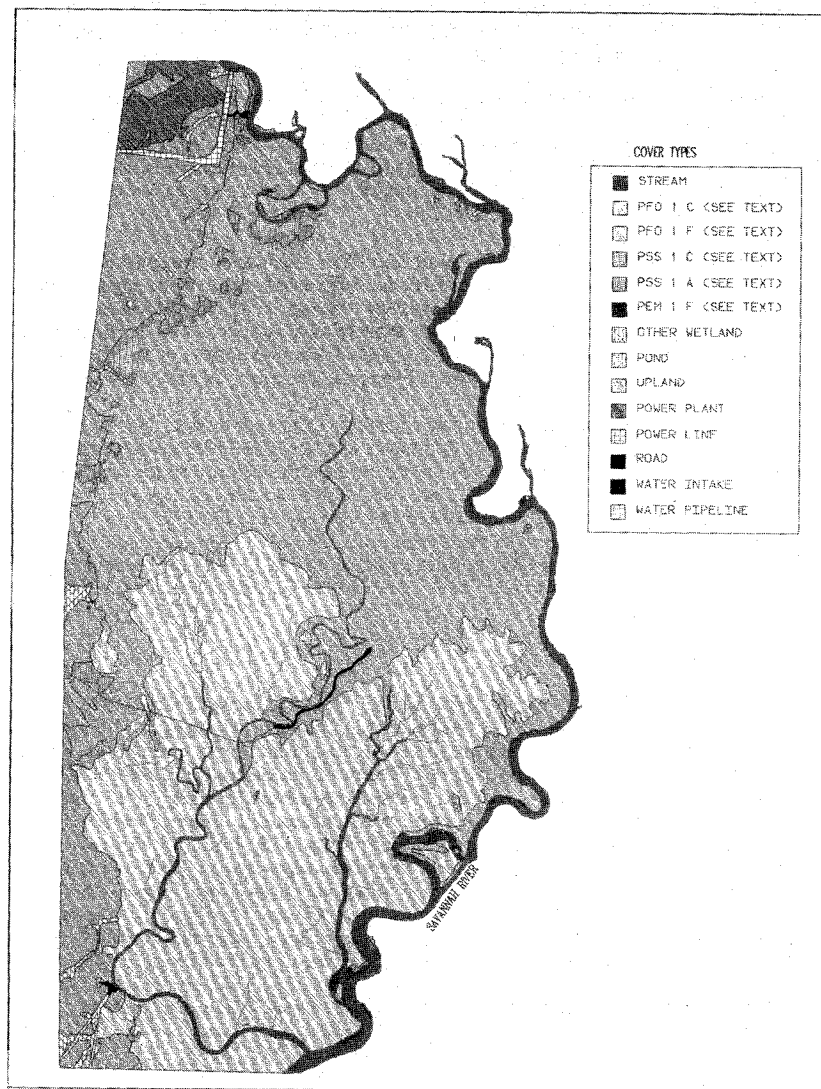 COVER TYPES
STREAM
PFO 1 C (SEE TEXT)
PFO 1 F (SEE TEXT)
PSS 1 C (SEE TEXT)
PSS 1 A (SEE TEXT)
PEM 1 F (SEE TEXT)
OTHER WETLAND
POND
UPLAND
POWER PLANT
POWER LINE
ROAD
WATER INTAKE
WATER PIPELINE
SAVANNAH RIVER